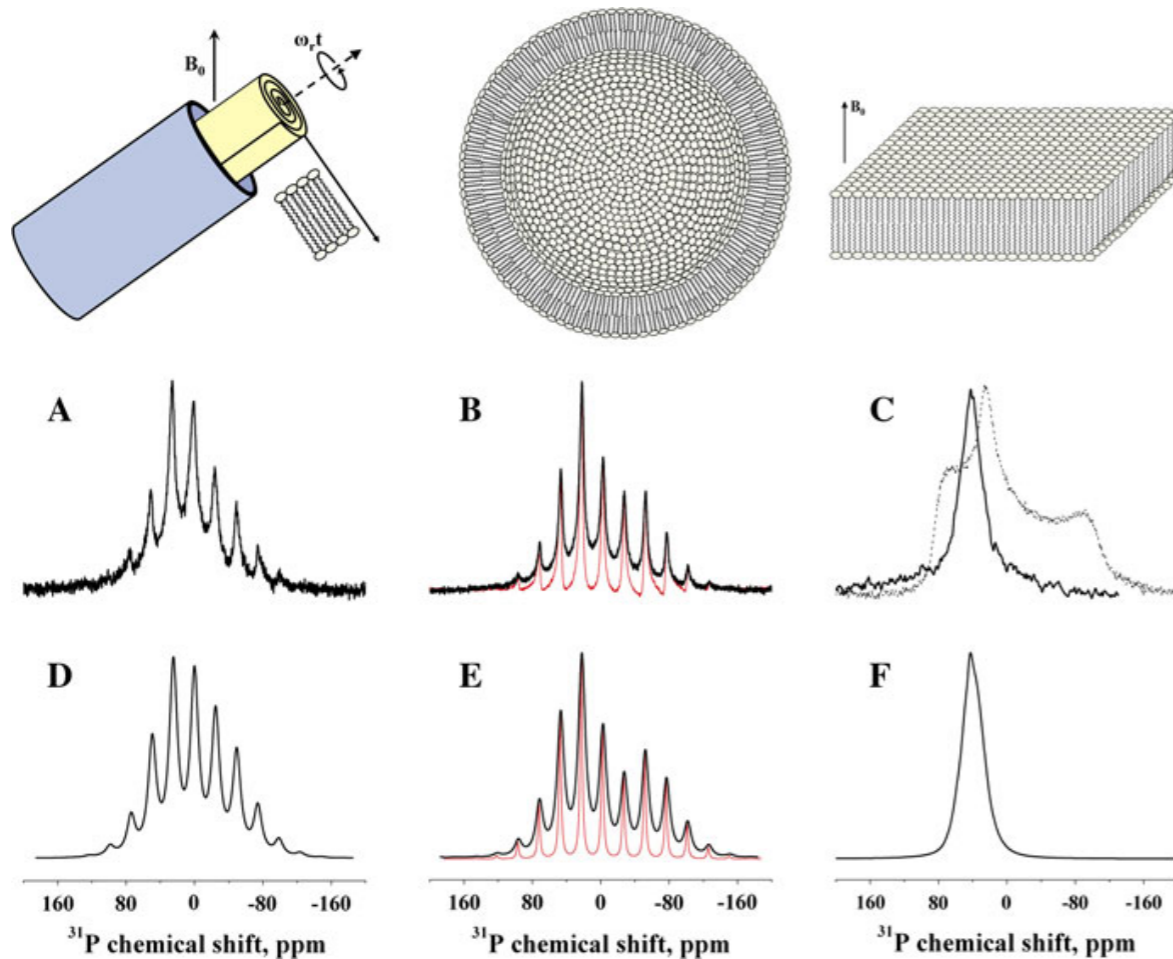 B₀
ωᵣt
B₀
A
B
C
D
E
F
160 80 0 -80 -160
160 80 0 -80 -160
160 80 0 -80 -160
³¹P chemical shift, ppm
³¹P chemical shift, ppm
³¹P chemical shift, ppm